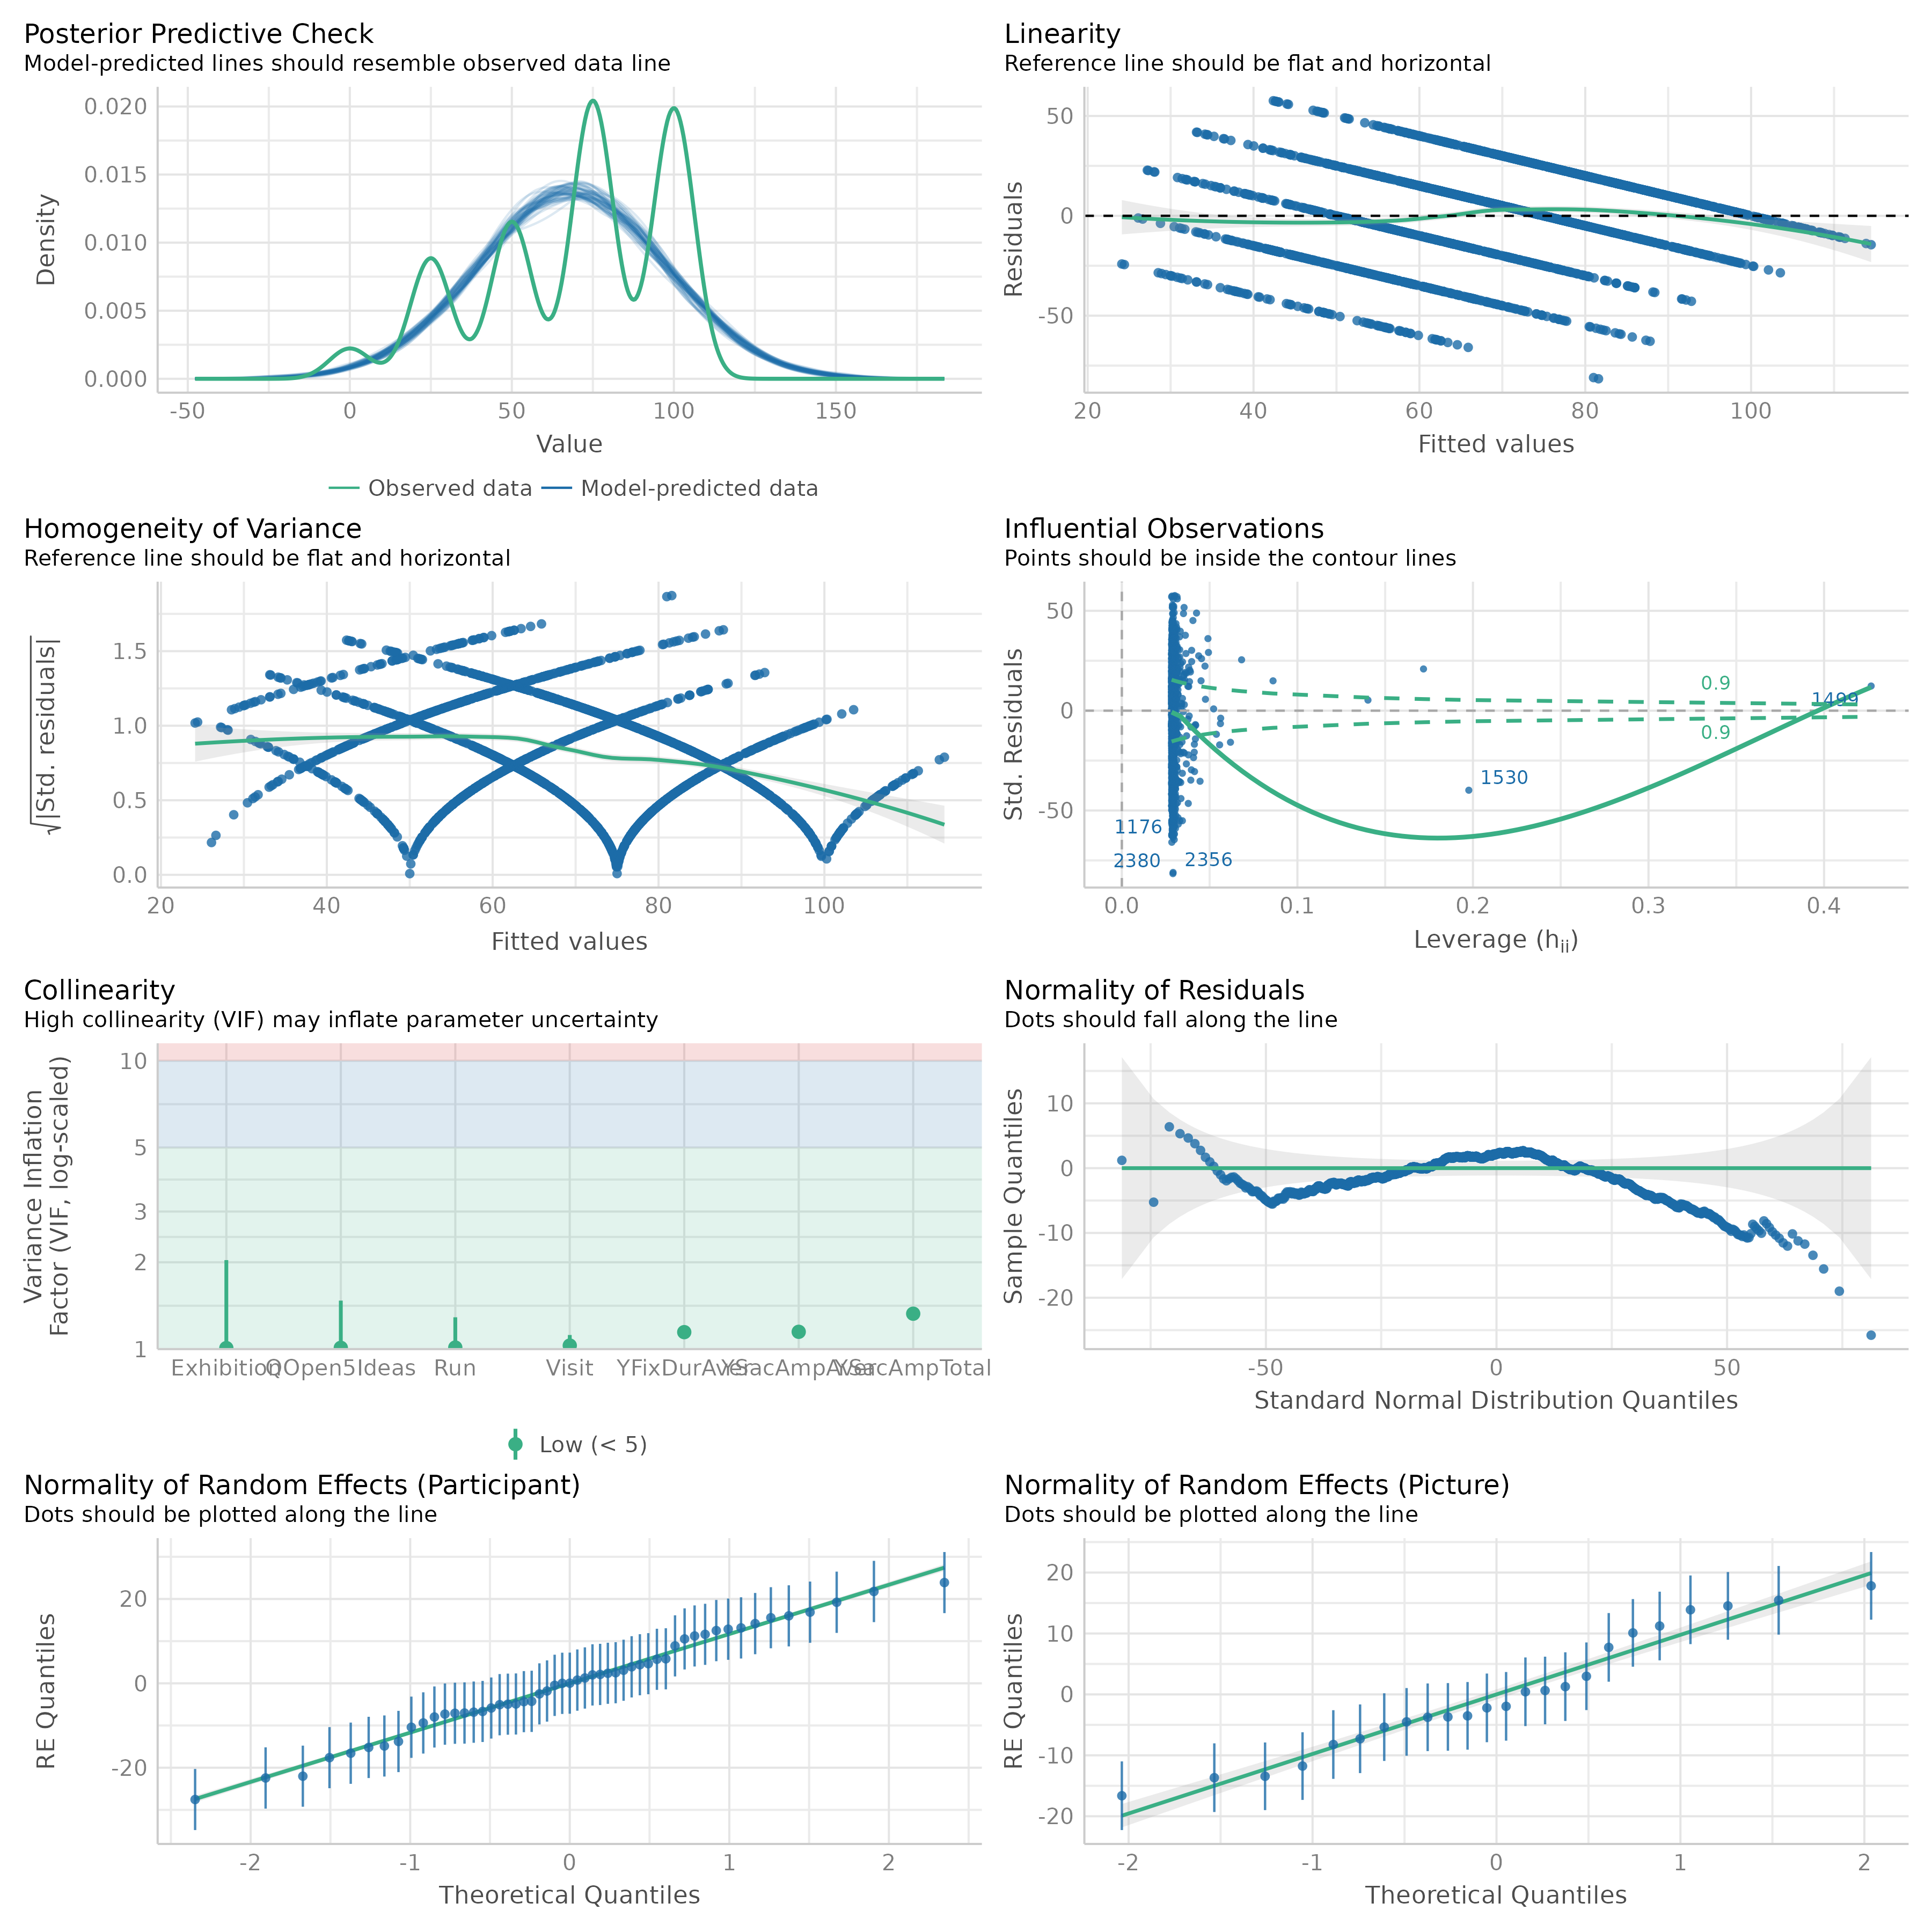 Posterior Predictive Check
Model-predicted lines should resemble observed data line
0.020
0.015
0.010
0.005
0.000
Density
-50 0 50 100 150
Value
Observed data Model-predicted data
Linearity
Reference line should be flat and horizontal
50
0
-50
Residuals
20 40 60 80 100
Fitted values
Homogeneity of Variance
Reference line should be flat and horizontal
1.5
1.0
0.5
0.0
√|Std. residuals|
20 40 60 80 100
Fitted values
Influential Observations
Points should be inside the contour lines
50
0
-50
Std. Residuals
0.9
1499
0.9
1530
1176
2380 2356
0.0 0.1 0.2 0.3 0.4
Leverage (hii)
Collinearity
High collinearity (VIF) may inflate parameter uncertainty
10
5
3
2
1
Variance Inflation
Factor (VIF, log-scaled)
Exhibition QOpen5Ideas Run Visit YFixDurAver YSacAmpAver YSacAmpTotal
Low (< 5)
Normality of Residuals
Dots should fall along the line
10
0
-10
-20
Sample Quantiles
-50 0 50
Standard Normal Distribution Quantiles
Normality of Random Effects (Participant)
Dots should be plotted along the line
20
0
-20
RE Quantiles
-2 -1 0 1 2
Theoretical Quantiles
Normality of Random Effects (Picture)
Dots should be plotted along the line
20
10
0
-10
-20
RE Quantiles
-2 -1 0 1 2
Theoretical Quantiles